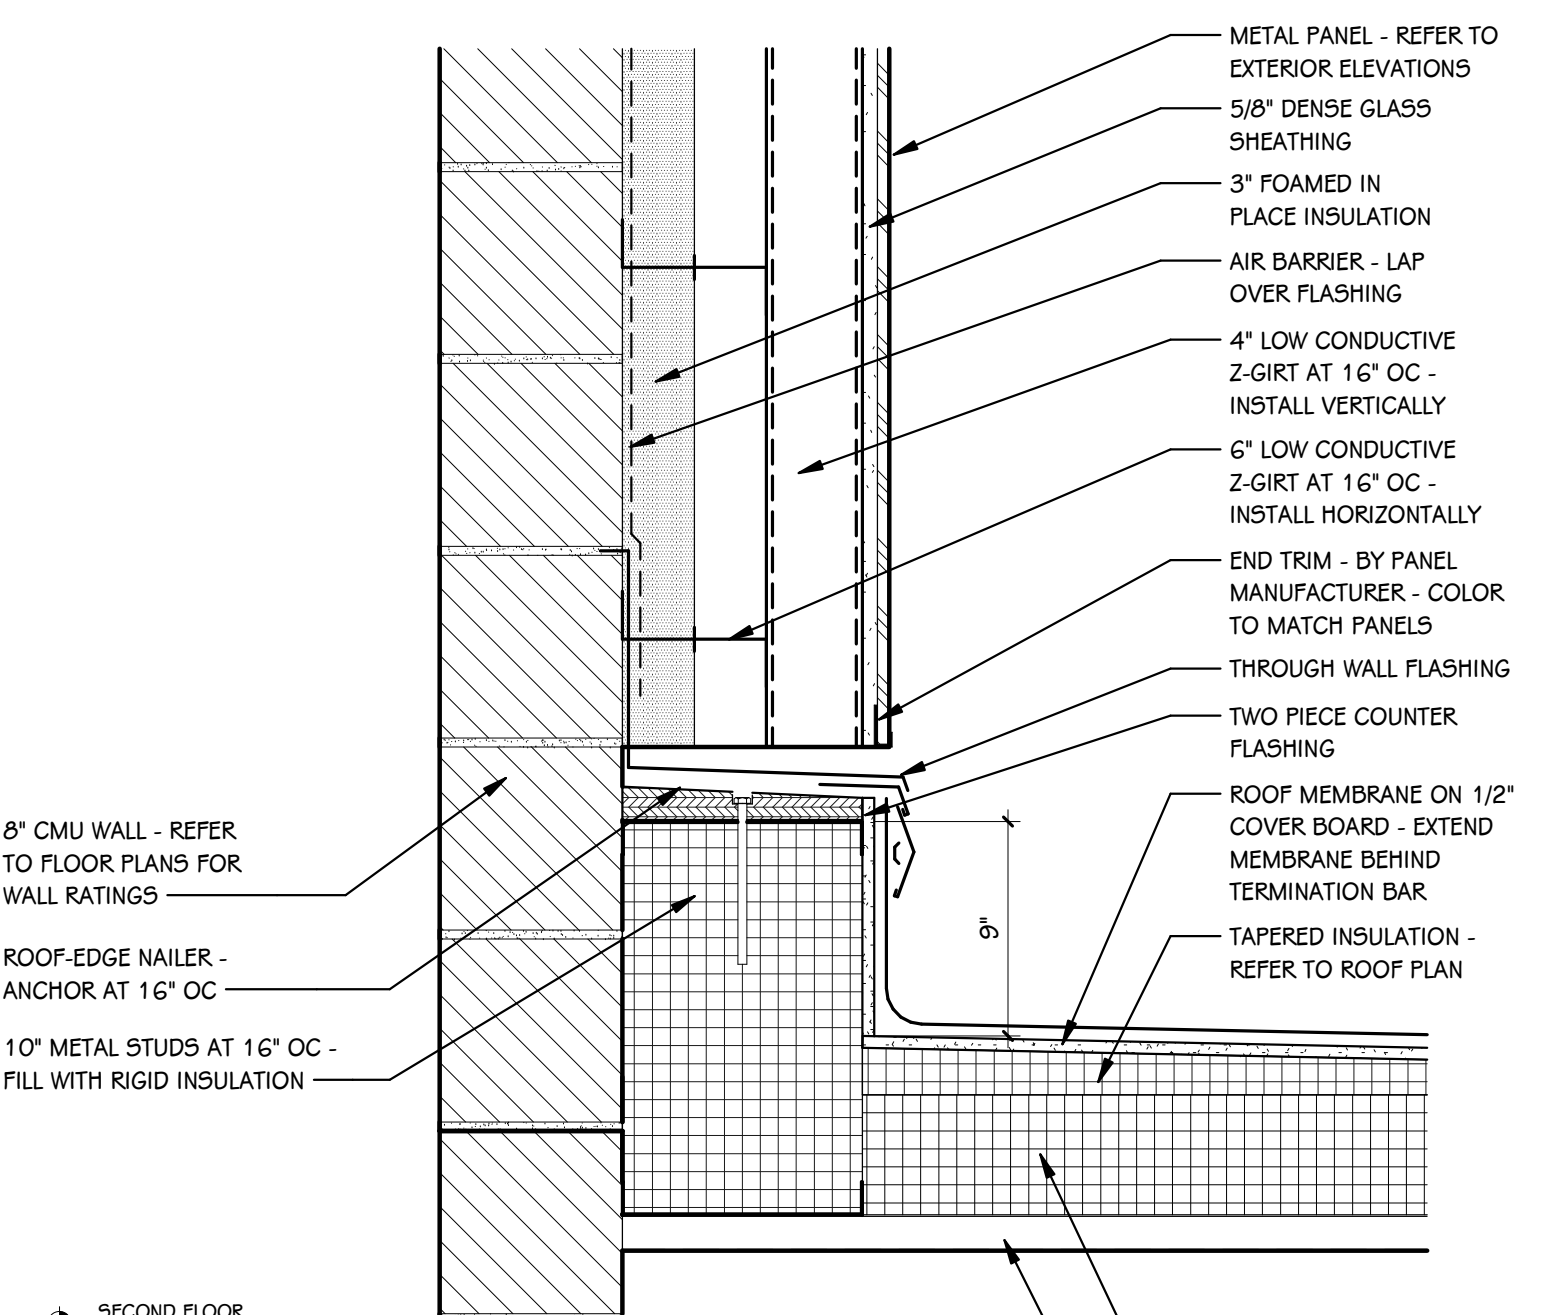 METAL PANEL - REFER TO
EXTERIOR ELEVATIONS
5/8" DENSE GLASS
SHEATHING
3" FOAMED IN
PLACE INSULATION
AIR BARRIER - LAP
OVER FLASHING
4" LOW CONDUCTIVE
Z-GIRT AT 16" OC -
INSTALL VERTICALLY
6" LOW CONDUCTIVE
Z-GIRT AT 16" OC -
INSTALL HORIZONTALLY
END TRIM - BY PANEL
MANUFACTURER - COLOR
TO MATCH PANELS
THROUGH WALL FLASHING
TWO PIECE COUNTER
FLASHING
ROOF MEMBRANE ON 1/2"
COVER BOARD - EXTEND
MEMBRANE BEHIND
TERMINATION BAR
TAPERED INSULATION -
REFER TO ROOF PLAN
9"
8" CMU WALL - REFER
TO FLOOR PLANS FOR
WALL RATINGS
ROOF-EDGE NAILER -
ANCHOR AT 16" OC
10" METAL STUDS AT 16" OC -
FILL WITH RIGID INSULATION
SECOND FLOOR